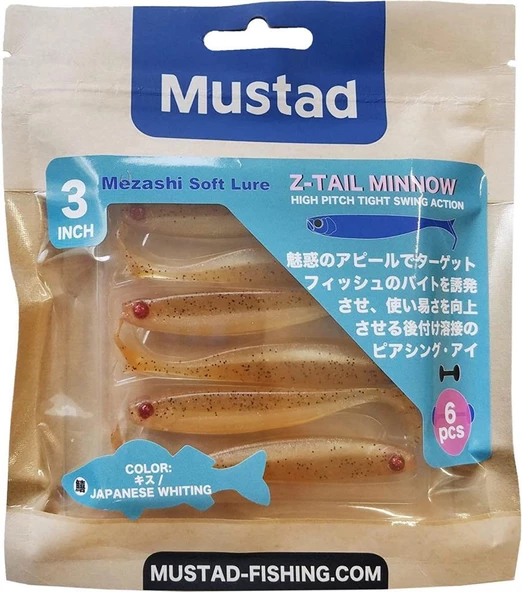 Mustad
3
INCH
Mezashi Soft Lure
Z-TAIL MINNOW
HIGH PITCH TIGHT SWING ACTION
魅惑のアピールでターゲット
フィッシュのバイトを誘発
させ、使い易さを向上
させる後付け溶接の
ピアシング・アイ
6
pcs
COLOR:
キス /
JAPANESE WHITING
MUSTAD-FISHING.COM